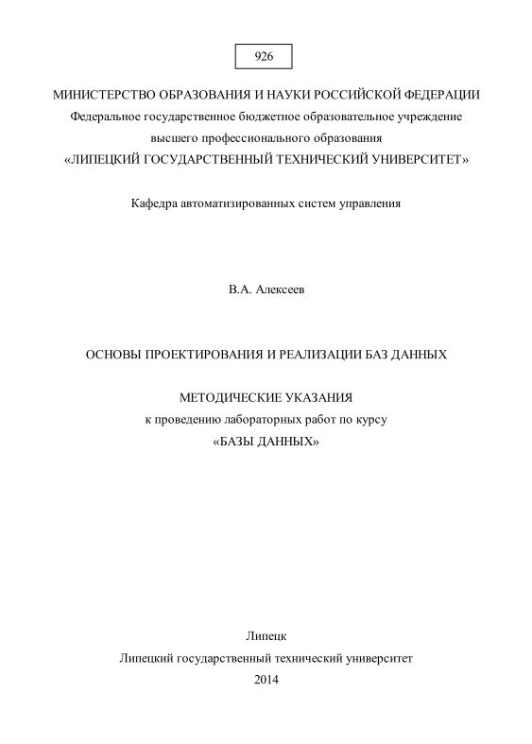 926
МИНИСТЕРСТВО ОБРАЗОВАНИЯ И НАУКИ РОССИЙСКОЙ ФЕДЕРАЦИИ
Федеральное государственное бюджетное образовательное учреждение
высшего профессионального образования
«ЛИПЕЦКИЙ ГОСУДАРСТВЕННЫЙ ТЕХНИЧЕСКИЙ УНИВЕРСИТЕТ»
Кафедра автоматизированных систем управления
В.А. Алексеев
ОСНОВЫ ПРОЕКТИРОВАНИЯ И РЕАЛИЗАЦИИ БАЗ ДАННЫХ
МЕТОДИЧЕСКИЕ УКАЗАНИЯ
к проведению лабораторных работ по курсу
«БАЗЫ ДАННЫХ»
Липецк
Липецкий государственный технический университет
2014